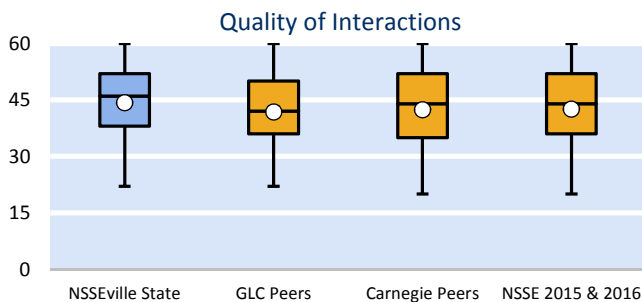 Quality of Interactions
60
45
30
15
0
NSSEville State
GLC Peers
Carnegie Peers
NSSE 2015 & 2016